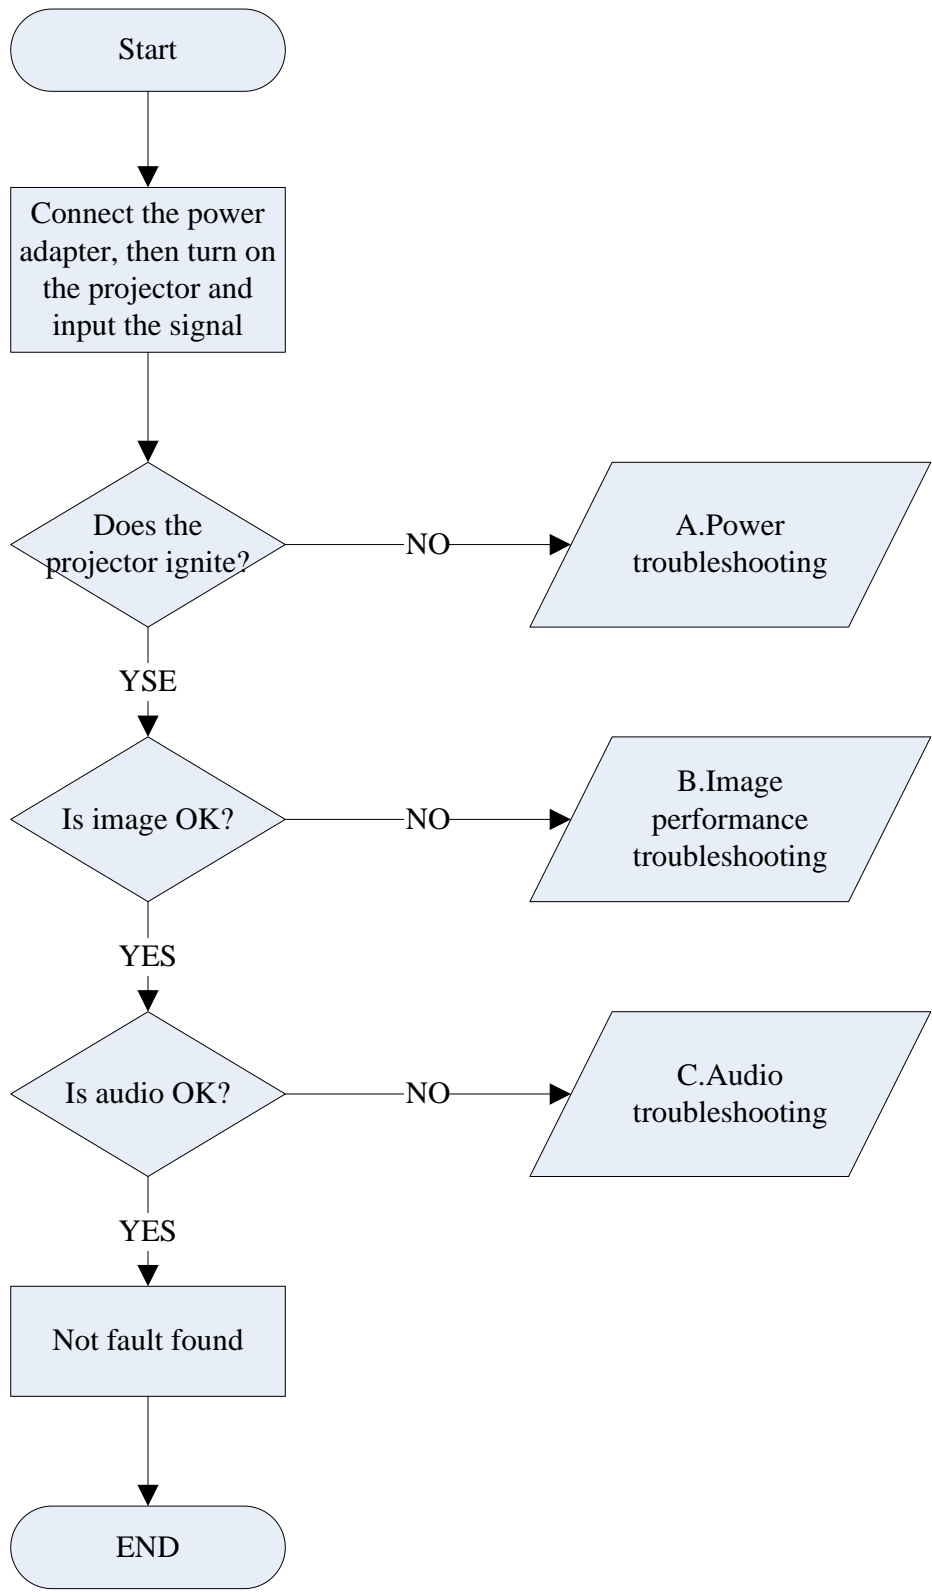 Start
Connect the power
adapter, then turn on
the projector and
input the signal
Does the
projector ignite?
NO
A.Power
troubleshooting
YSE
Is image OK?
NO
B.Image
performance
troubleshooting
YES
Is audio OK?
NO
C.Audio
troubleshooting
YES
Not fault found
END